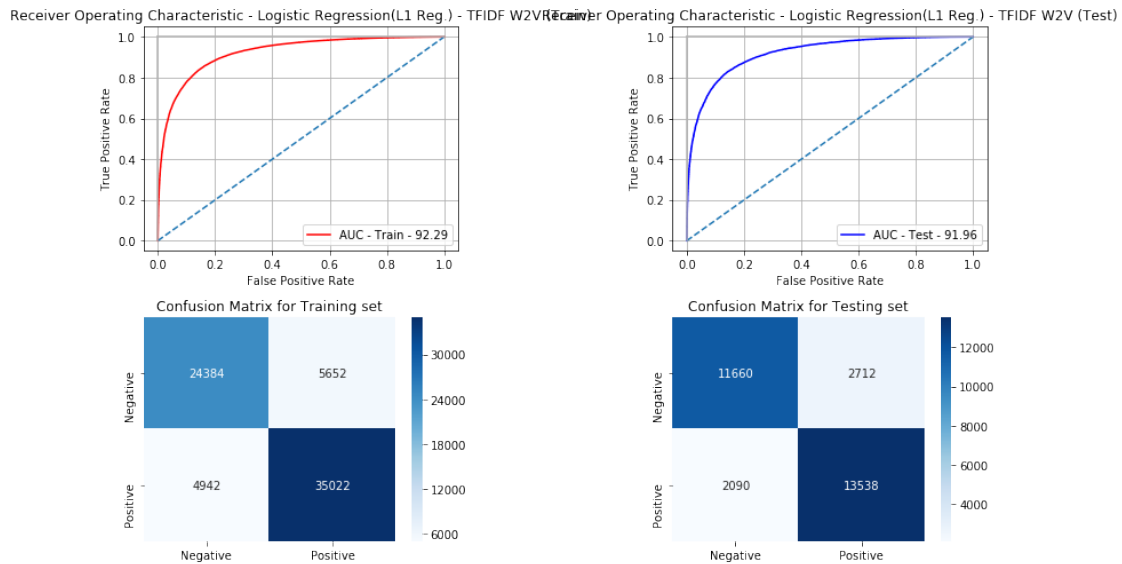 Receiver Operating Characteristic - Logistic Regression(L1 Reg.) - TFIDF W2V (Train)
Receiver Operating Characteristic - Logistic Regression(L1 Reg.) - TFIDF W2V (Test)
1.0
0.8
0.6
0.4
0.2
0.0
True Positive Rate
AUC - Train - 92.29
0.0 0.2 0.4 0.6 0.8 1.0
False Positive Rate
1.0
0.8
0.6
0.4
0.2
0.0
True Positive Rate
AUC - Test - 91.96
0.0 0.2 0.4 0.6 0.8 1.0
False Positive Rate
Confusion Matrix for Training set
Negative
24384 5652
Positive
4942 35022
Negative Positive
30000
24000
18000
12000
6000
Confusion Matrix for Testing set
Negative
11660 2712
Positive
2090 13538
Negative Positive
12000
10000
8000
6000
4000